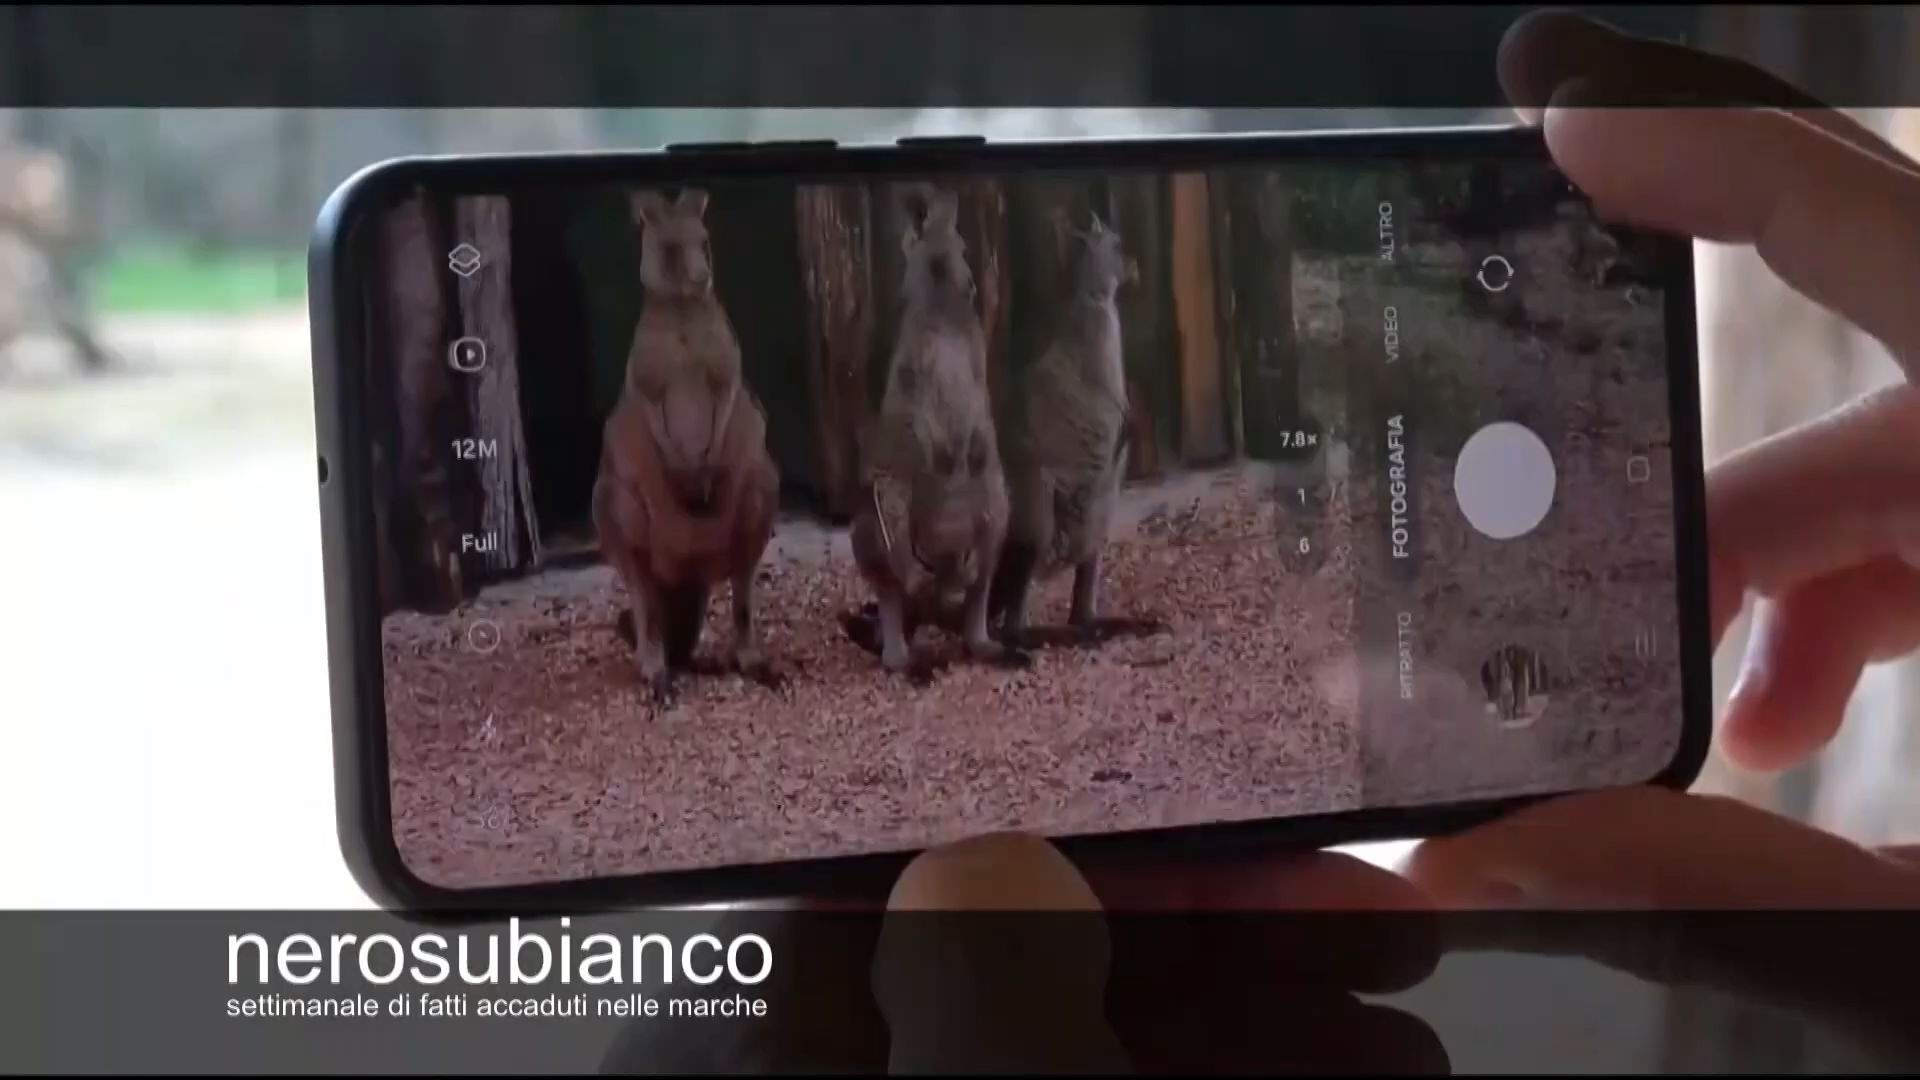 12M
Full
7.8×
1
.6
ALTRO
VIDEO
FOTOGRAFIA
RITRATTO
nerosubianco
settimanale di fatti accaduti nelle marche